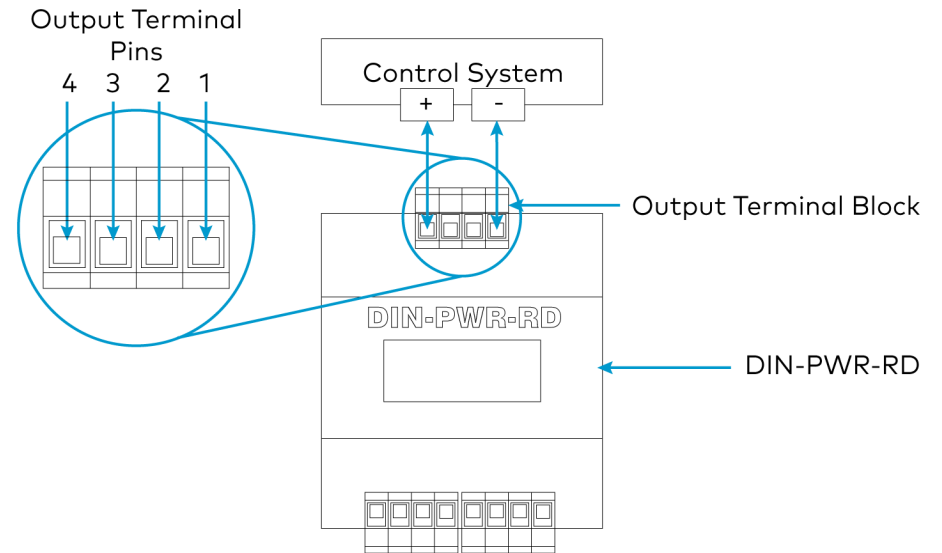 Output Terminal
Pins
4 3 2 1
Control System
+ -
Output Terminal Block
DIN-PWR-RD
DIN-PWR-RD